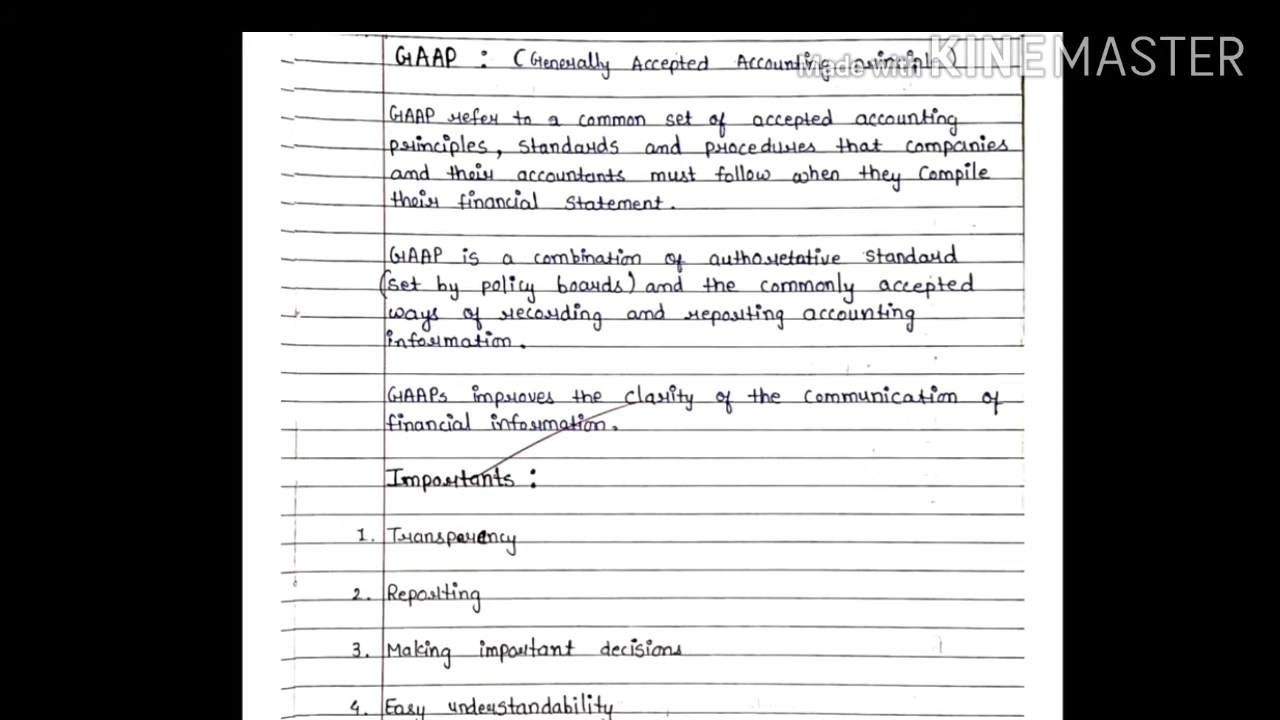 GAAP : (Generally Accepted Accounting principle)
Made with KINEMASTER
GAAP refer to a common set of accepted accounting
principles, standards and procedures that companies
and their accountants must follow when they compile
their financial statement.
GAAP is a combination of authoretative standard
(set by policy boards) and the commonly accepted
ways of recording and reporting accounting
information.
GAAPs improves the clarity of the communication of
financial information.
Importants :
1. Transparency
2. Reporting
3. Making important decisions
4. Easy understandability